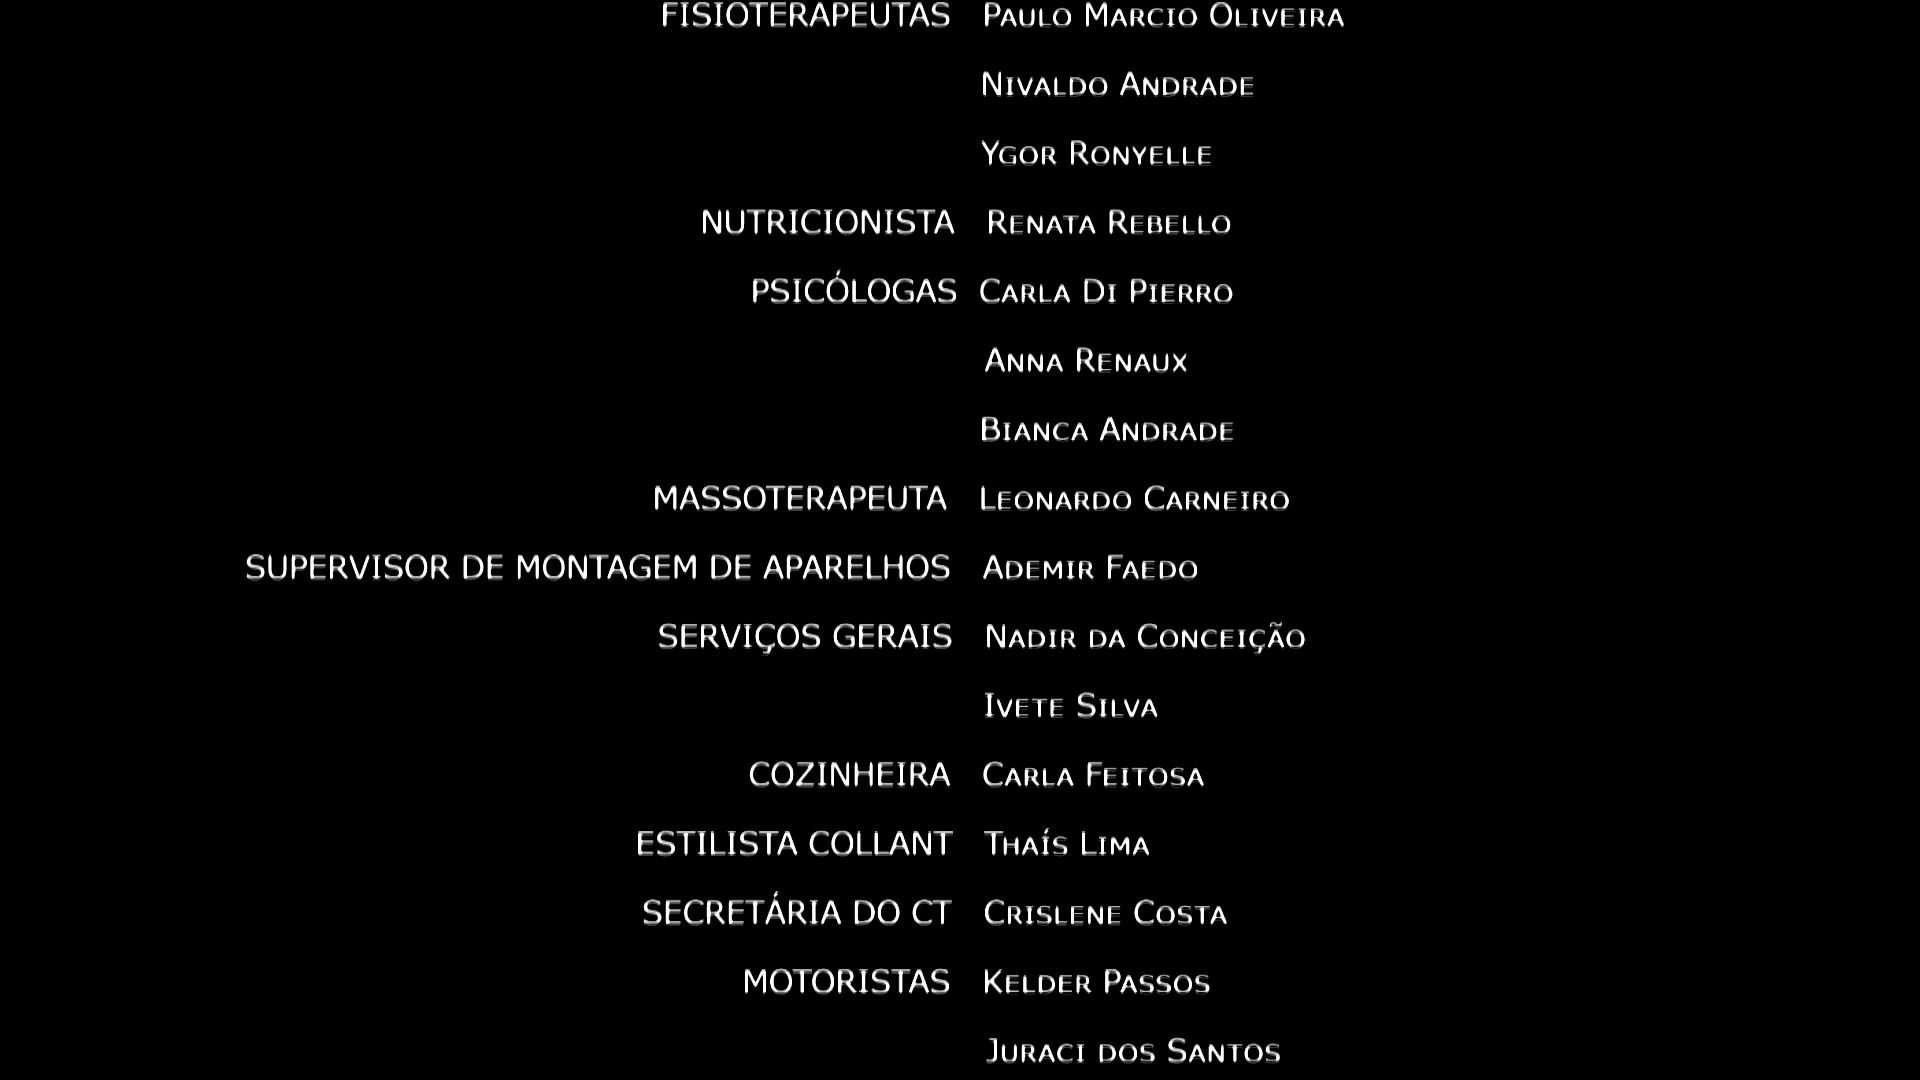 FISIOTERAPEUTAS Paulo Marcio Oliveira
Nivaldo Andrade
Ygor Ronyelle
NUTRICIONISTA Renata Rebello
PSICÓLOGAS Carla Di Pierro
Anna Renaux
Bianca Andrade
MASSOTERAPEUTA Leonardo Carneiro
SUPERVISOR DE MONTAGEM DE APARELHOS Ademir Faedo
SERVIÇOS GERAIS Nadir da Conceição
Ivete Silva
COZINHEIRA Carla Feitosa
ESTILISTA COLLANT Thaís Lima
SECRETÁRIA DO CT Crislene Costa
MOTORISTAS Kelder Passos
Juraci dos Santos